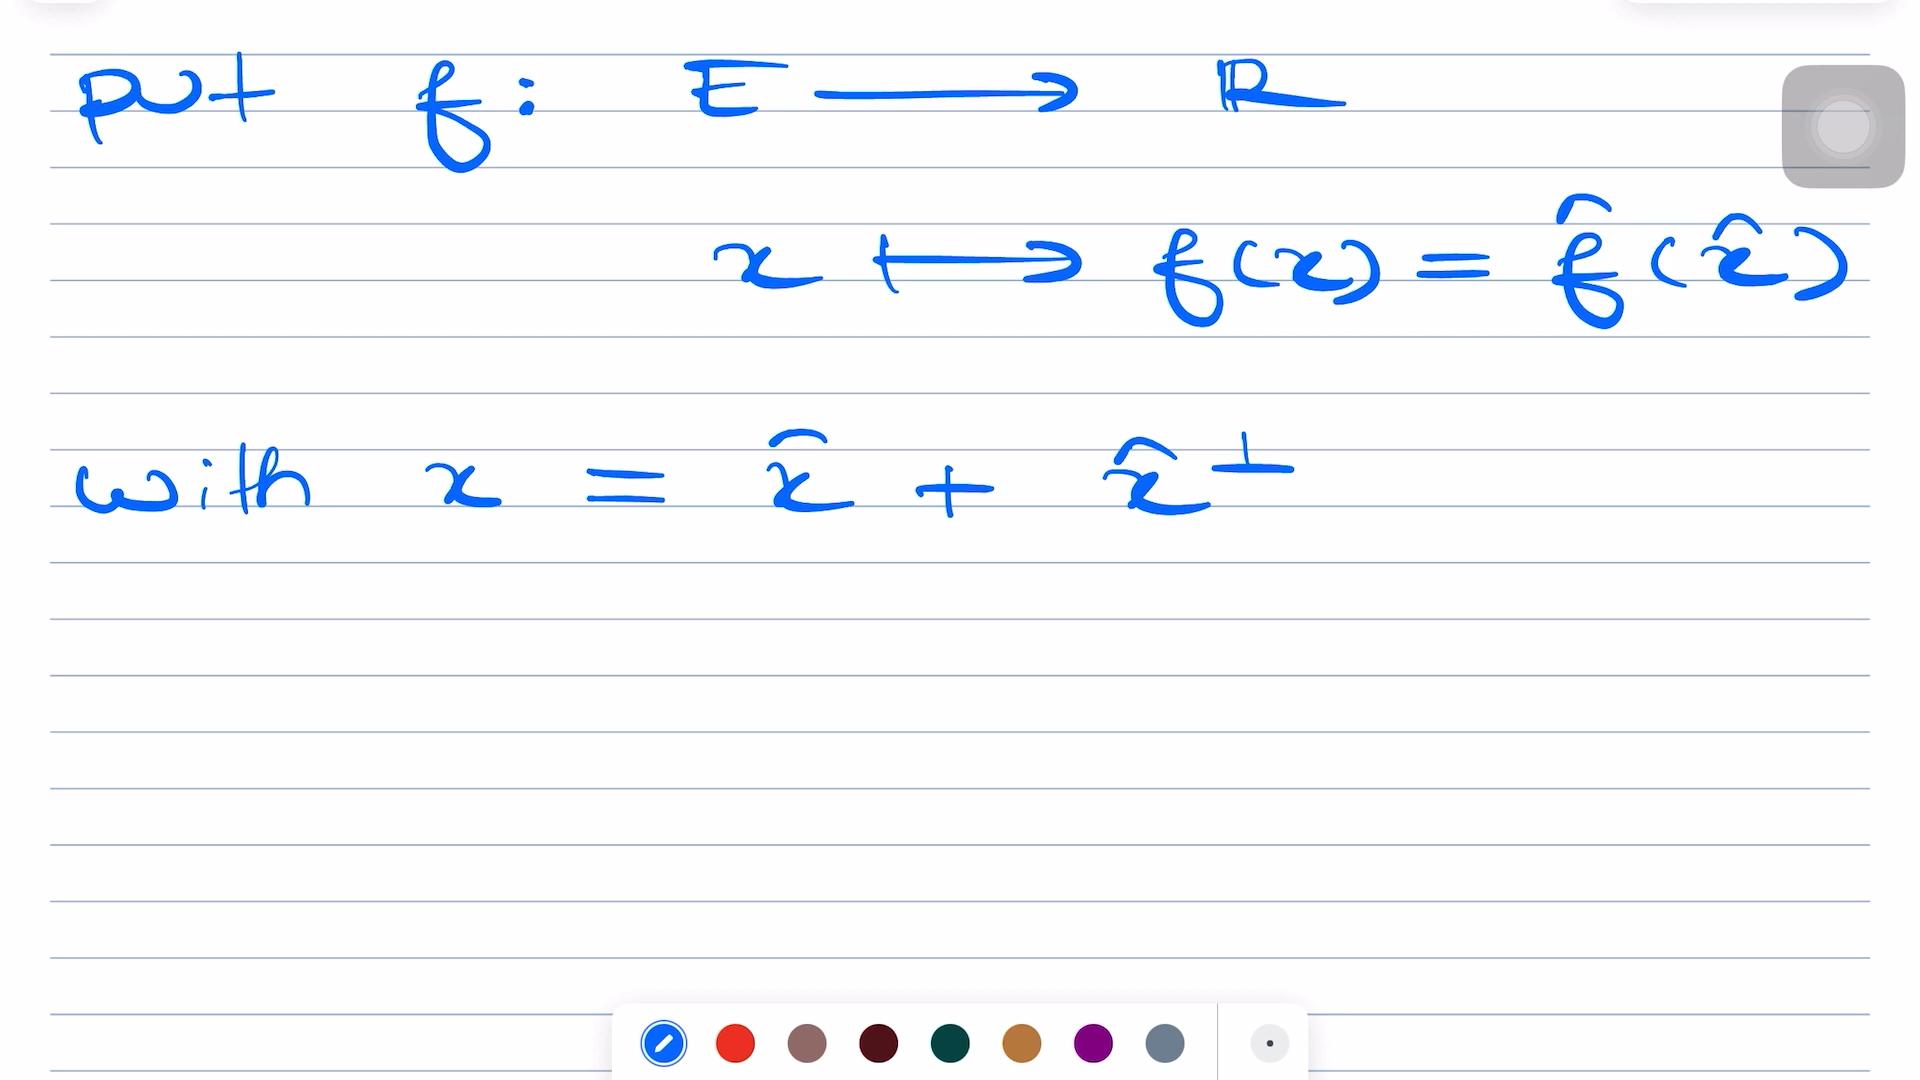 put f : E ⟶ ℝ
x ⟼ f(x) = f̂(x̂)
with x = x̂ + x̂^⊥